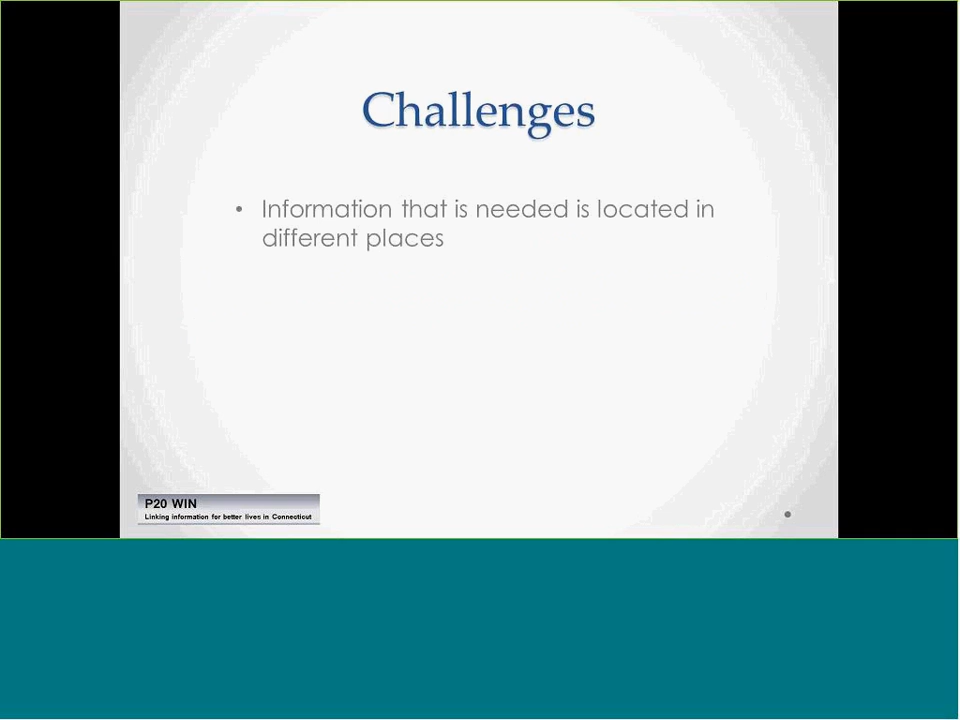 Challenges
• Information that is needed is located in
different places
P20 WIN
Linking information for better lives in Connecticut